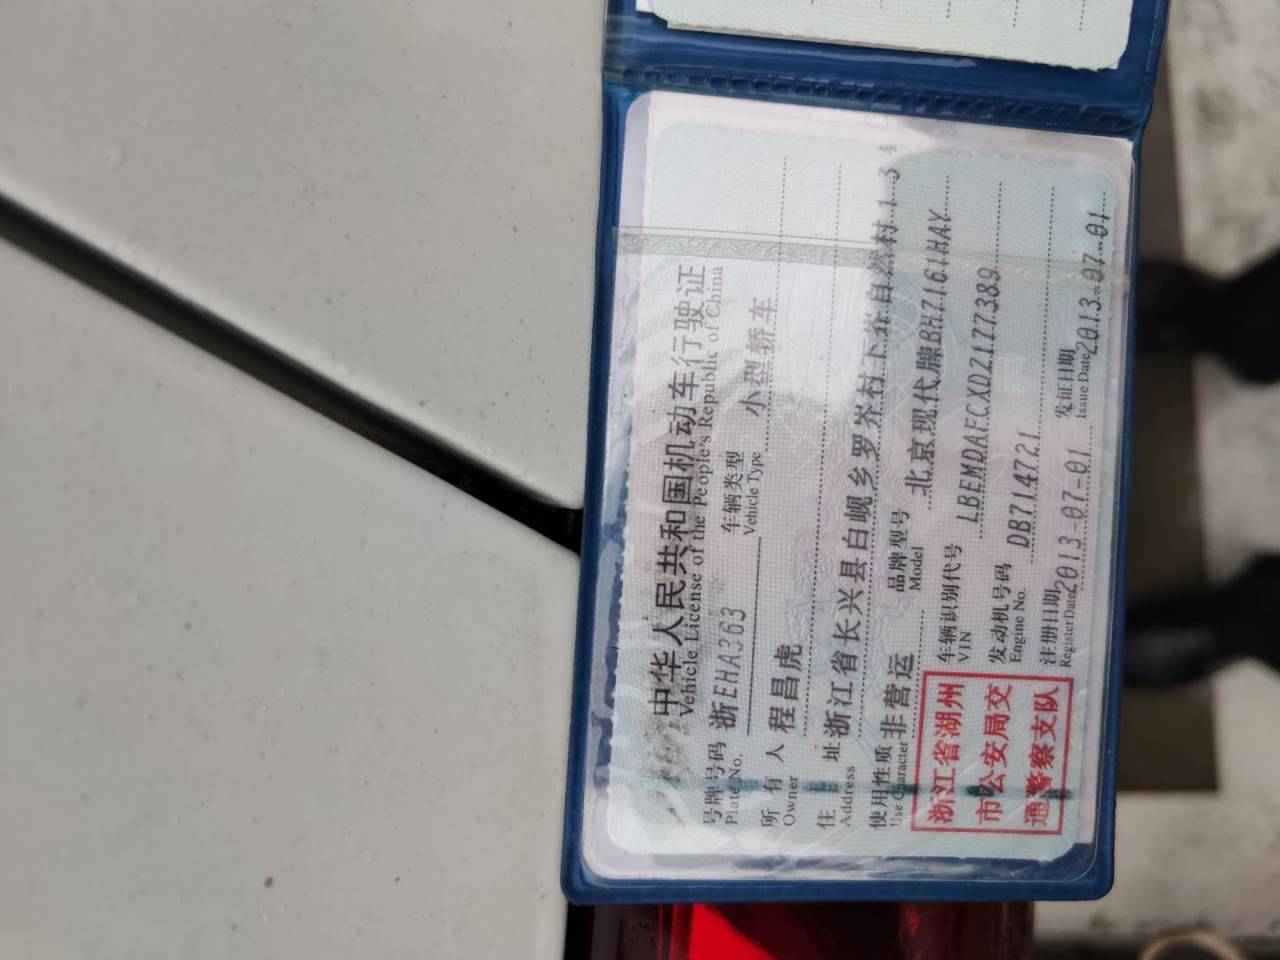 中华人民共和国机动车行驶证
Vehicle License of the People's Republic of China
号牌号码 浙EHA363 车辆类型 小型轿车
Plate No. Vehicle Type
所有人 程昌虎
Owner
住址 浙江省长兴县白岘乡罗岕村下岕自然村13号
Address
使用性质 非营运 品牌型号 北京现代牌BH7161HAY
Use Character Model
浙江省湖州
市公安局交
通警察支队
车辆识别代号 LBEMDAFCXDZ177389
VIN
发动机号码 DB714721
Engine No.
注册日期 2013-07-01 发证日期 2013-07-01
Register Date Issue Date